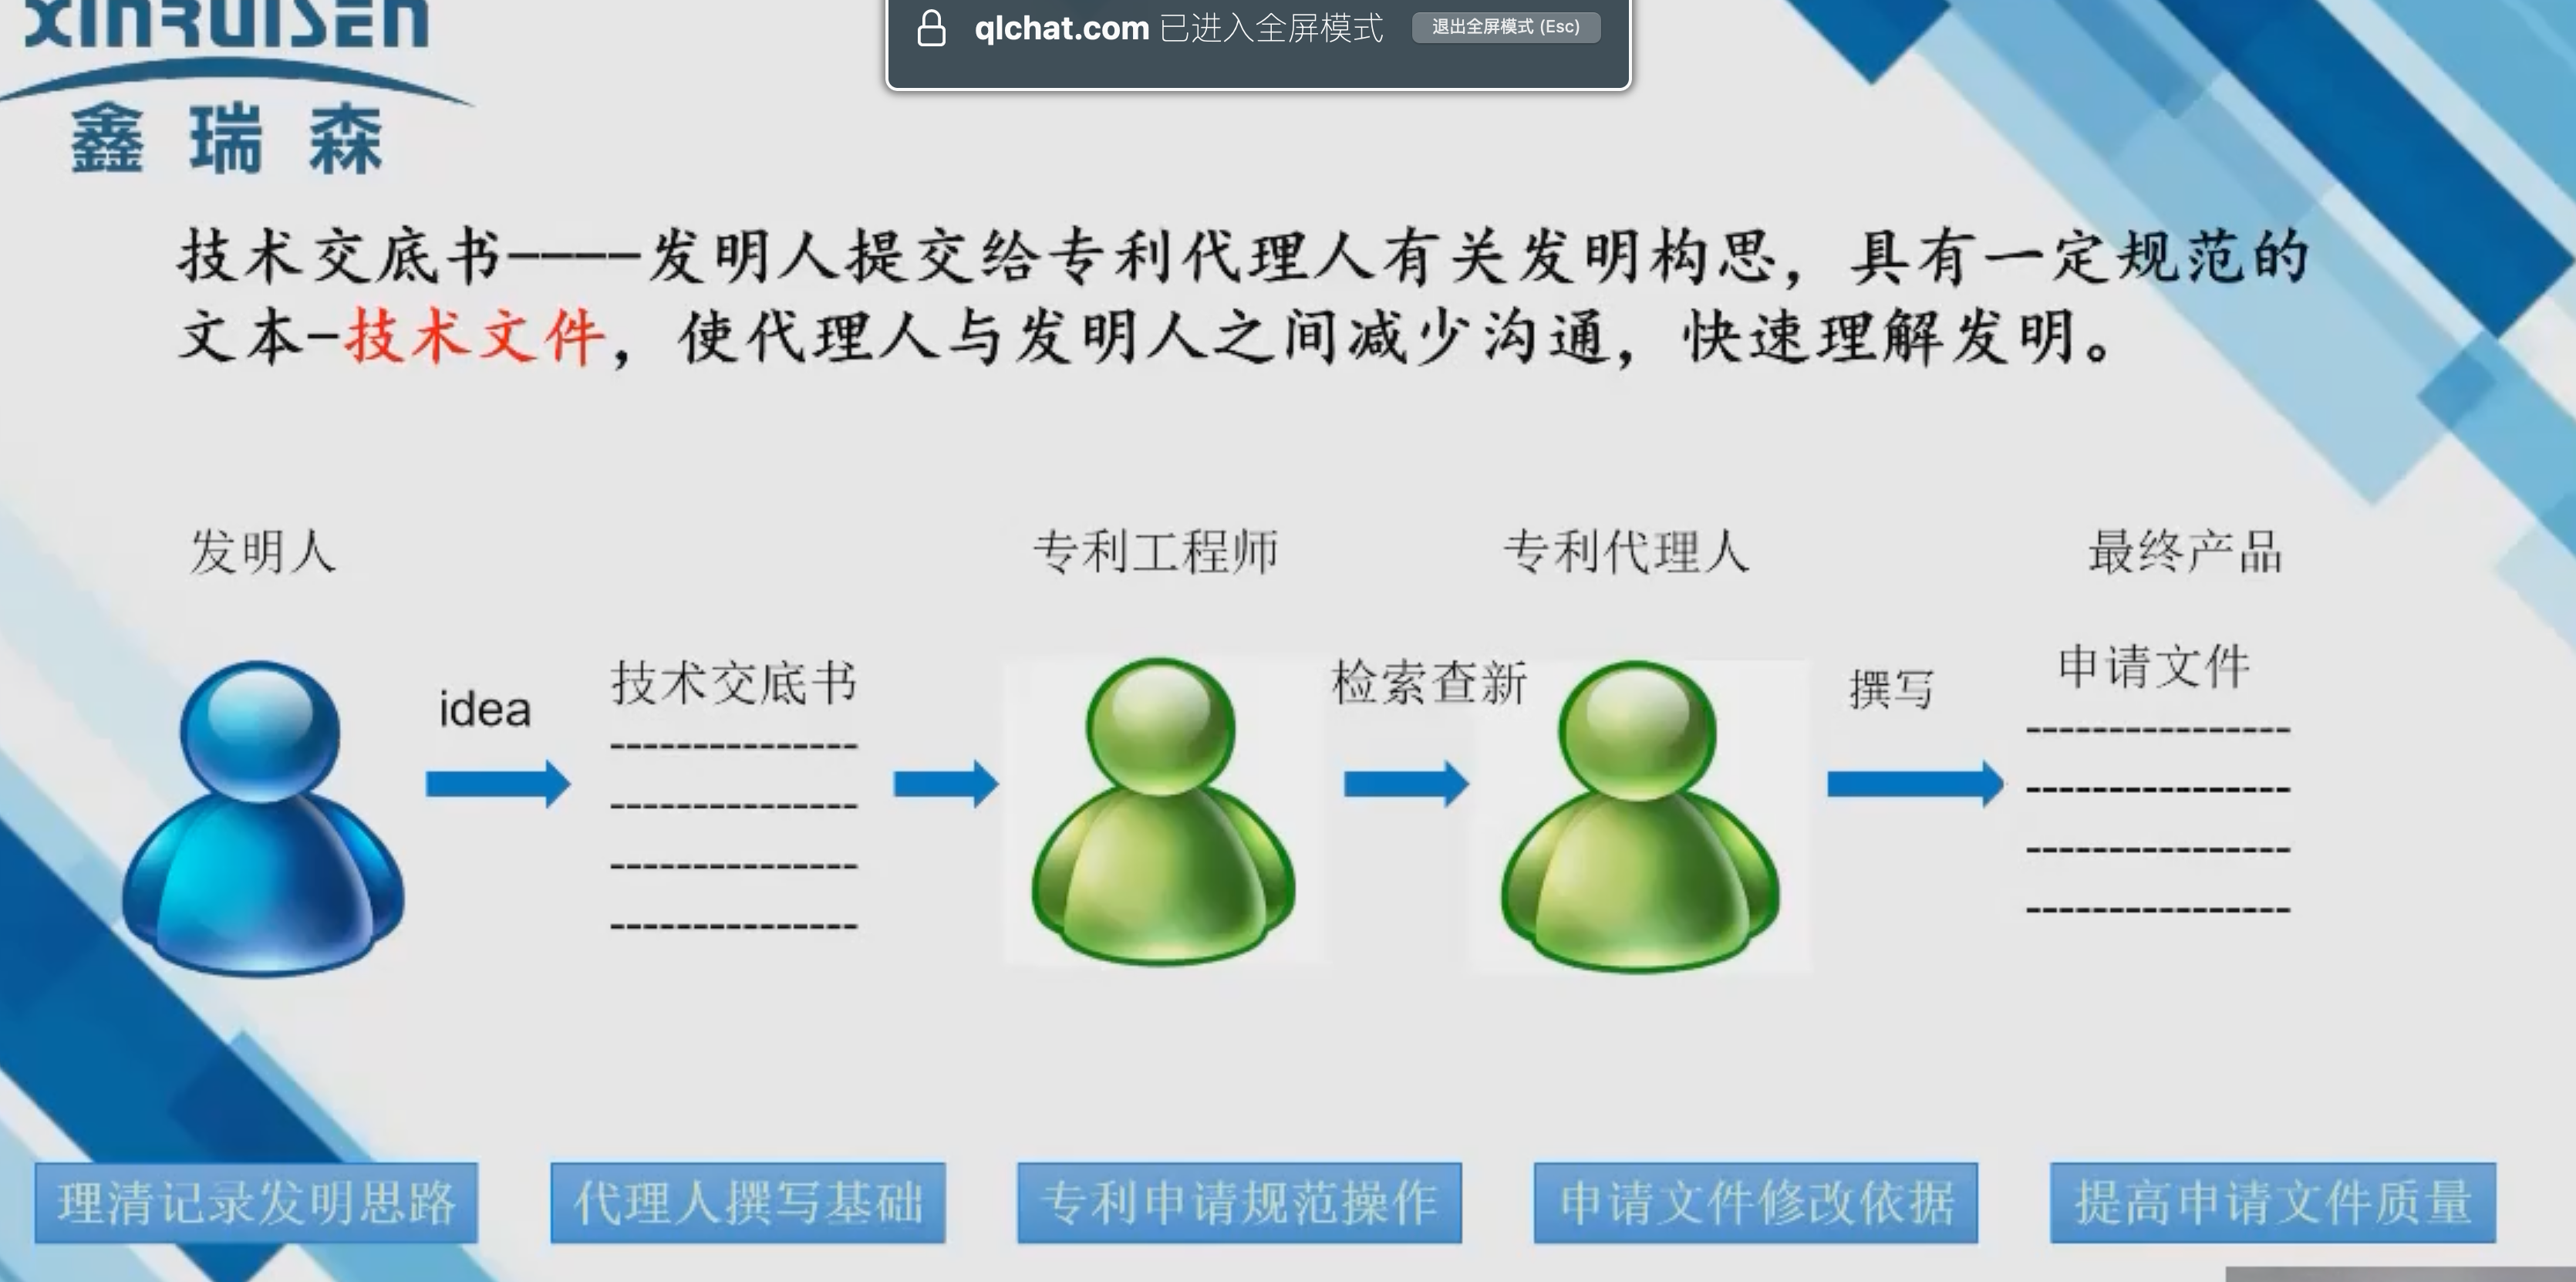 XINRUISEN
鑫瑞森
qlchat.com 已进入全屏模式 退出全屏模式 (Esc)
技术交底书————发明人提交给专利代理人有关发明构思，具有一定规范的
文本-技术文件，使代理人与发明人之间减少沟通，快速理解发明。
发明人 专利工程师 专利代理人 最终产品
idea 技术交底书 检索查新 撰写 申请文件
理清记录发明思路 代理人撰写基础 专利申请规范操作 申请文件修改依据 提高申请文件质量